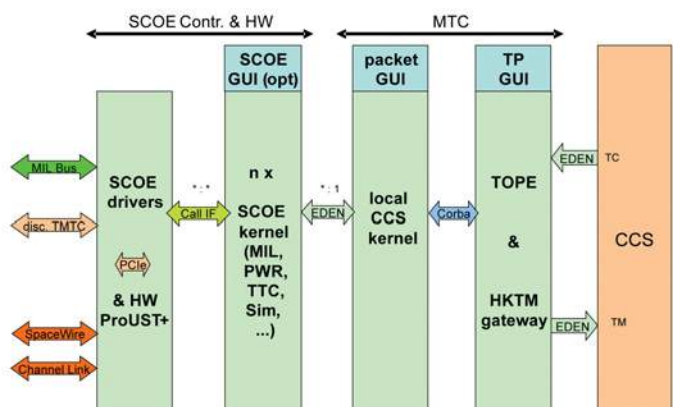 SCOE Contr. & HW
MTC
SCOE
GUI (opt)
packet
GUI
TP
GUI
MIL Bus
disc. TMTC
SpaceWire
Channel Link
SCOE
drivers
PCIe
& HW
ProUST+
* : *
Call IF
n x
SCOE
kernel
(MIL,
PWR,
TTC,
Sim,
...)
* : 1
EDEN
local
CCS
kernel
Corba
TOPE
&
HKTM
gateway
EDEN
TC
CCS
EDEN
TM